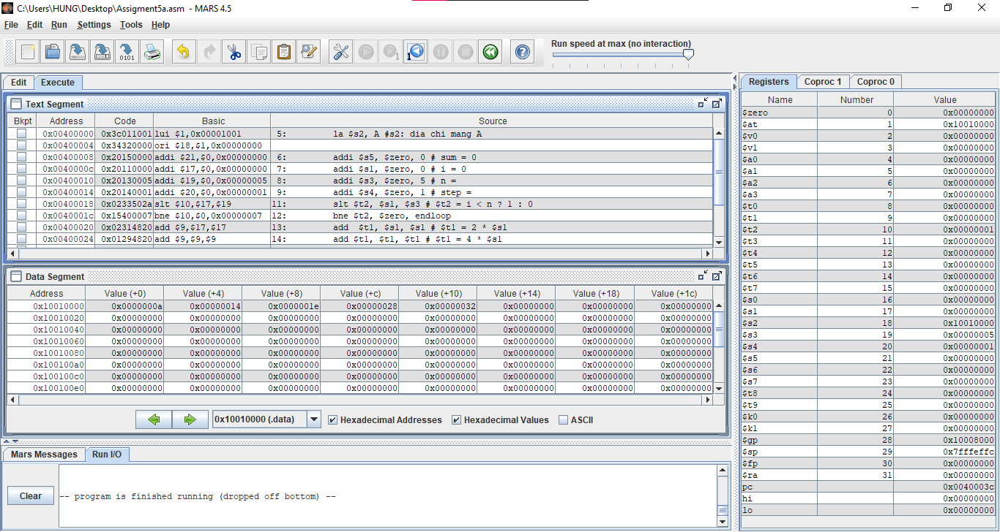 C:\Users\HUNG\Desktop\Assigment5a.asm - MARS 4.5
File Edit Run Settings Tools Help
Run speed at max (no interaction)
Edit Execute
Text Segment
Bkpt Address Code Basic Source
0x00400000 0x3c011001 lui $1,0x00001001 5: la $s2, A #s2: dia chi mang A
0x00400004 0x34320000 ori $18,$1,0x00000000
0x00400008 0x20150000 addi $21,$0,0x00000000 6: addi $s5, $zero, 0 # sum = 0
0x0040000c 0x20110000 addi $17,$0,0x00000000 7: addi $s1, $zero, 0 # i = 0
0x00400010 0x20130005 addi $19,$0,0x00000005 8: addi $s3, $zero, 5 # n =
0x00400014 0x20140001 addi $20,$0,0x00000001 9: addi $s4, $zero, 1 # step =
0x00400018 0x0233502a slt $10,$17,$19 11: slt $t2, $s1, $s3 # $t2 = i < n ? 1 : 0
0x0040001c 0x15400007 bne $10,$0,0x00000007 12: bne $t2, $zero, endloop
0x00400020 0x02314820 add $9,$17,$17 13: add $t1, $s1, $s1 # $t1 = 2 * $s1
0x00400024 0x01294820 add $9,$9,$9 14: add $t1, $t1, $t1 # $t1 = 4 * $s1
Data Segment
Address Value (+0) Value (+4) Value (+8) Value (+c) Value (+10) Value (+14) Value (+18) Value (+1c)
0x10010000 0x0000000a 0x00000014 0x0000001e 0x00000028 0x00000032 0x00000000 0x00000000 0x00000000
0x10010020 0x00000000 0x00000000 0x00000000 0x00000000 0x00000000 0x00000000 0x00000000 0x00000000
0x10010040 0x00000000 0x00000000 0x00000000 0x00000000 0x00000000 0x00000000 0x00000000 0x00000000
0x10010060 0x00000000 0x00000000 0x00000000 0x00000000 0x00000000 0x00000000 0x00000000 0x00000000
0x10010080 0x00000000 0x00000000 0x00000000 0x00000000 0x00000000 0x00000000 0x00000000 0x00000000
0x100100a0 0x00000000 0x00000000 0x00000000 0x00000000 0x00000000 0x00000000 0x00000000 0x00000000
0x100100c0 0x00000000 0x00000000 0x00000000 0x00000000 0x00000000 0x00000000 0x00000000 0x00000000
0x100100e0 0x00000000 0x00000000 0x00000000 0x00000000 0x00000000 0x00000000 0x00000000 0x00000000
0x10010000 (.data) Hexadecimal Addresses Hexadecimal Values ASCII
Mars Messages Run I/O
Clear
-- program is finished running (dropped off bottom) --
Registers Coproc 1 Coproc 0
Name Number Value
$zero 0 0x00000000
$at 1 0x10010000
$v0 2 0x00000000
$v1 3 0x00000000
$a0 4 0x00000000
$a1 5 0x00000000
$a2 6 0x00000000
$a3 7 0x00000000
$t0 8 0x00000000
$t1 9 0x00000000
$t2 10 0x00000001
$t3 11 0x00000000
$t4 12 0x00000000
$t5 13 0x00000000
$t6 14 0x00000000
$t7 15 0x00000000
$s0 16 0x00000000
$s1 17 0x00000000
$s2 18 0x10010000
$s3 19 0x00000005
$s4 20 0x00000001
$s5 21 0x00000000
$s6 22 0x00000000
$s7 23 0x00000000
$t8 24 0x00000000
$t9 25 0x00000000
$k0 26 0x00000000
$k1 27 0x00000000
$gp 28 0x10008000
$sp 29 0x7fffeffc
$fp 30 0x00000000
$ra 31 0x00000000
pc 0x0040003c
hi 0x00000000
lo 0x00000000